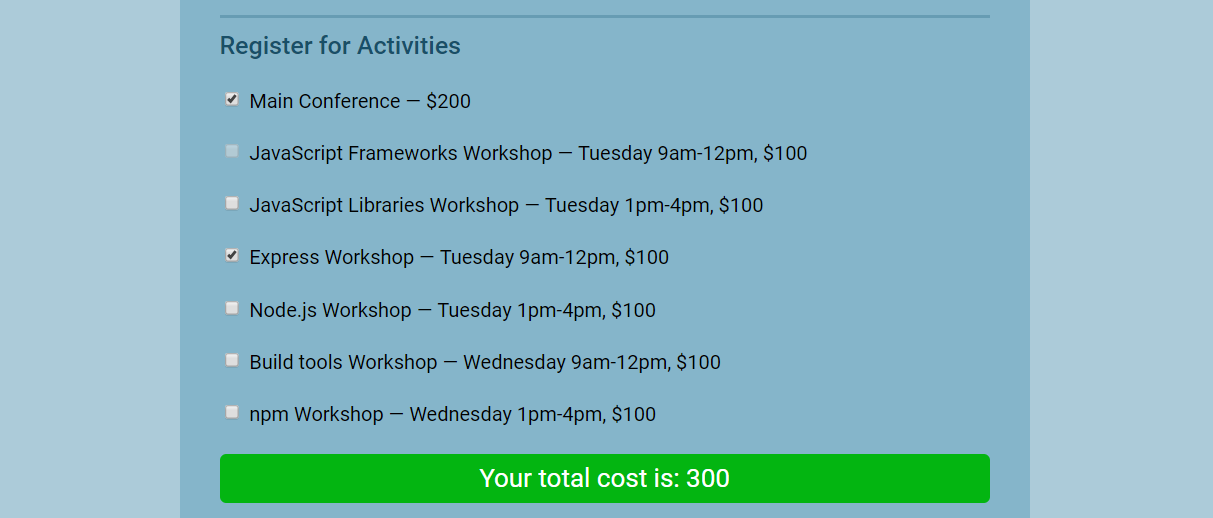 Register for Activities
Main Conference — $200
JavaScript Frameworks Workshop — Tuesday 9am-12pm, $100
JavaScript Libraries Workshop — Tuesday 1pm-4pm, $100
Express Workshop — Tuesday 9am-12pm, $100
Node.js Workshop — Tuesday 1pm-4pm, $100
Build tools Workshop — Wednesday 9am-12pm, $100
npm Workshop — Wednesday 1pm-4pm, $100
Your total cost is: 300